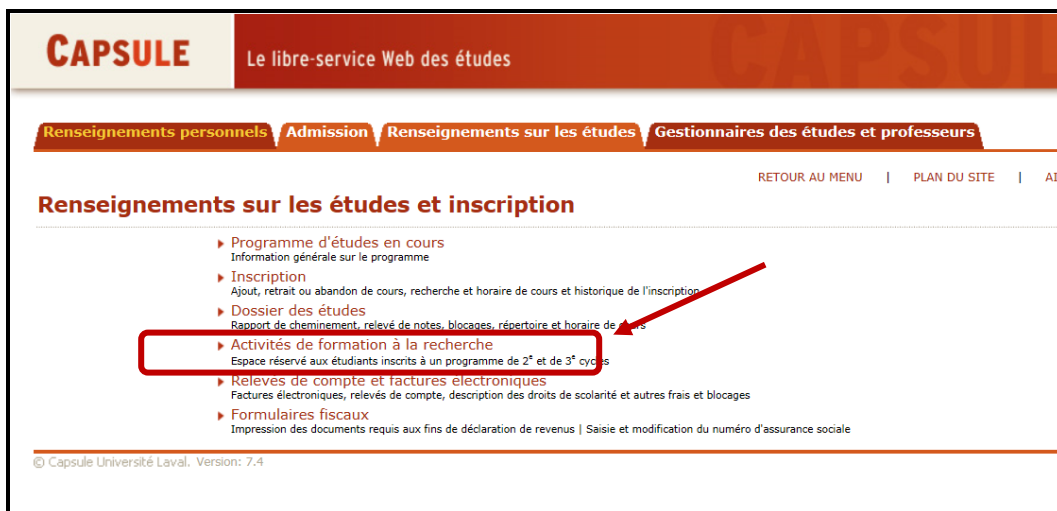 CAPSULE
Le libre-service Web des études
CAPSUL
Renseignements personnels Admission Renseignements sur les études Gestionnaires des études et professeurs
RETOUR AU MENU | PLAN DU SITE |
Renseignements sur les études et inscription
Programme d'études en cours
Information générale sur le programme
Inscription
Ajout, retrait ou abandon de cours, recherche et horaire de cours et historique de l'inscription
Dossier des études
Rapport de cheminement, relevé de notes, blocages, répertoire et horaire de cours
Activités de formation à la recherche
Espace réservé aux étudiants inscrits à un programme de 2e et de 3e cycles
Relevés de compte et factures électroniques
Factures électroniques, relevés de compte, description des droits de scolarité et autres frais et blocages
Formulaires fiscaux
Impression des documents requis aux fins de déclaration de revenus | Saisie et modification du numéro d'assurance sociale
© Capsule Université Laval. Version: 7.4